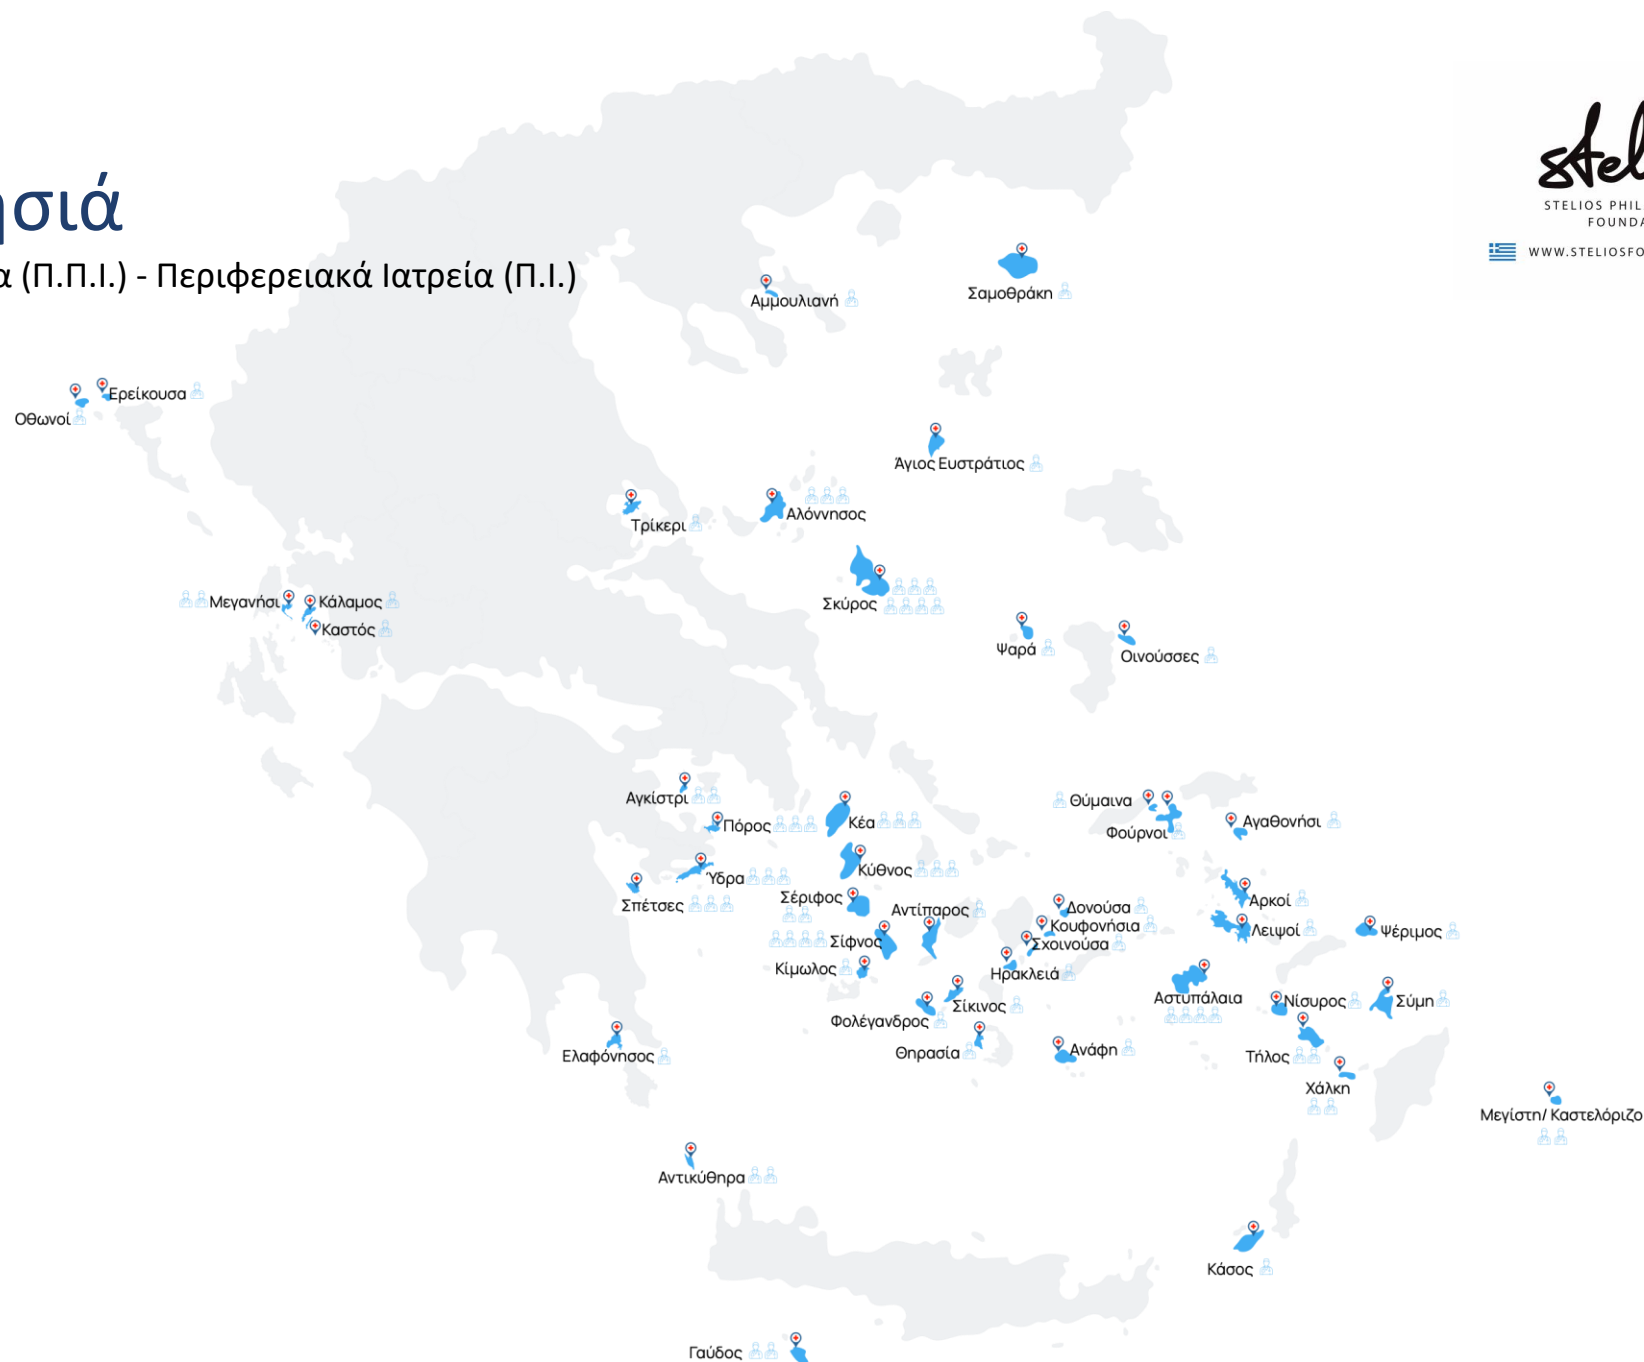 ησιά
α (Π.Π.Ι.) - Περιφερειακά Ιατρεία (Π.Ι.)
STELIOS PHIL
FOUNDA
WWW.STELIOSFO
Αμμουλιανή
Σαμοθράκη
Ερείκουσα
Οθωνοί
Άγιος Ευστράτιος
Τρίκερι
Αλόννησος
Σκύρος
Μεγανήσι
Κάλαμος
Καστός
Ψαρά
Οινούσσες
Αγκίστρι
Πόρος
Κέα
Θύμαινα
Φούρνοι
Αγαθονήσι
Ύδρα
Κύθνος
Σπέτσες
Σέριφος
Αντίπαρος
Δονούσα
Αρκοί
Κουφονήσια
Λειψοί
Ψέριμος
Σίφνος
Σχοινούσα
Κίμωλος
Ηρακλειά
Αστυπάλαια
Νίσυρος
Σύμη
Σίκινος
Φολέγανδρος
Θηρασία
Ανάφη
Ελαφόνησος
Τήλος
Χάλκη
Μεγίστη/ Καστελόριζο
Αντικύθηρα
Κάσος
Γαύδος